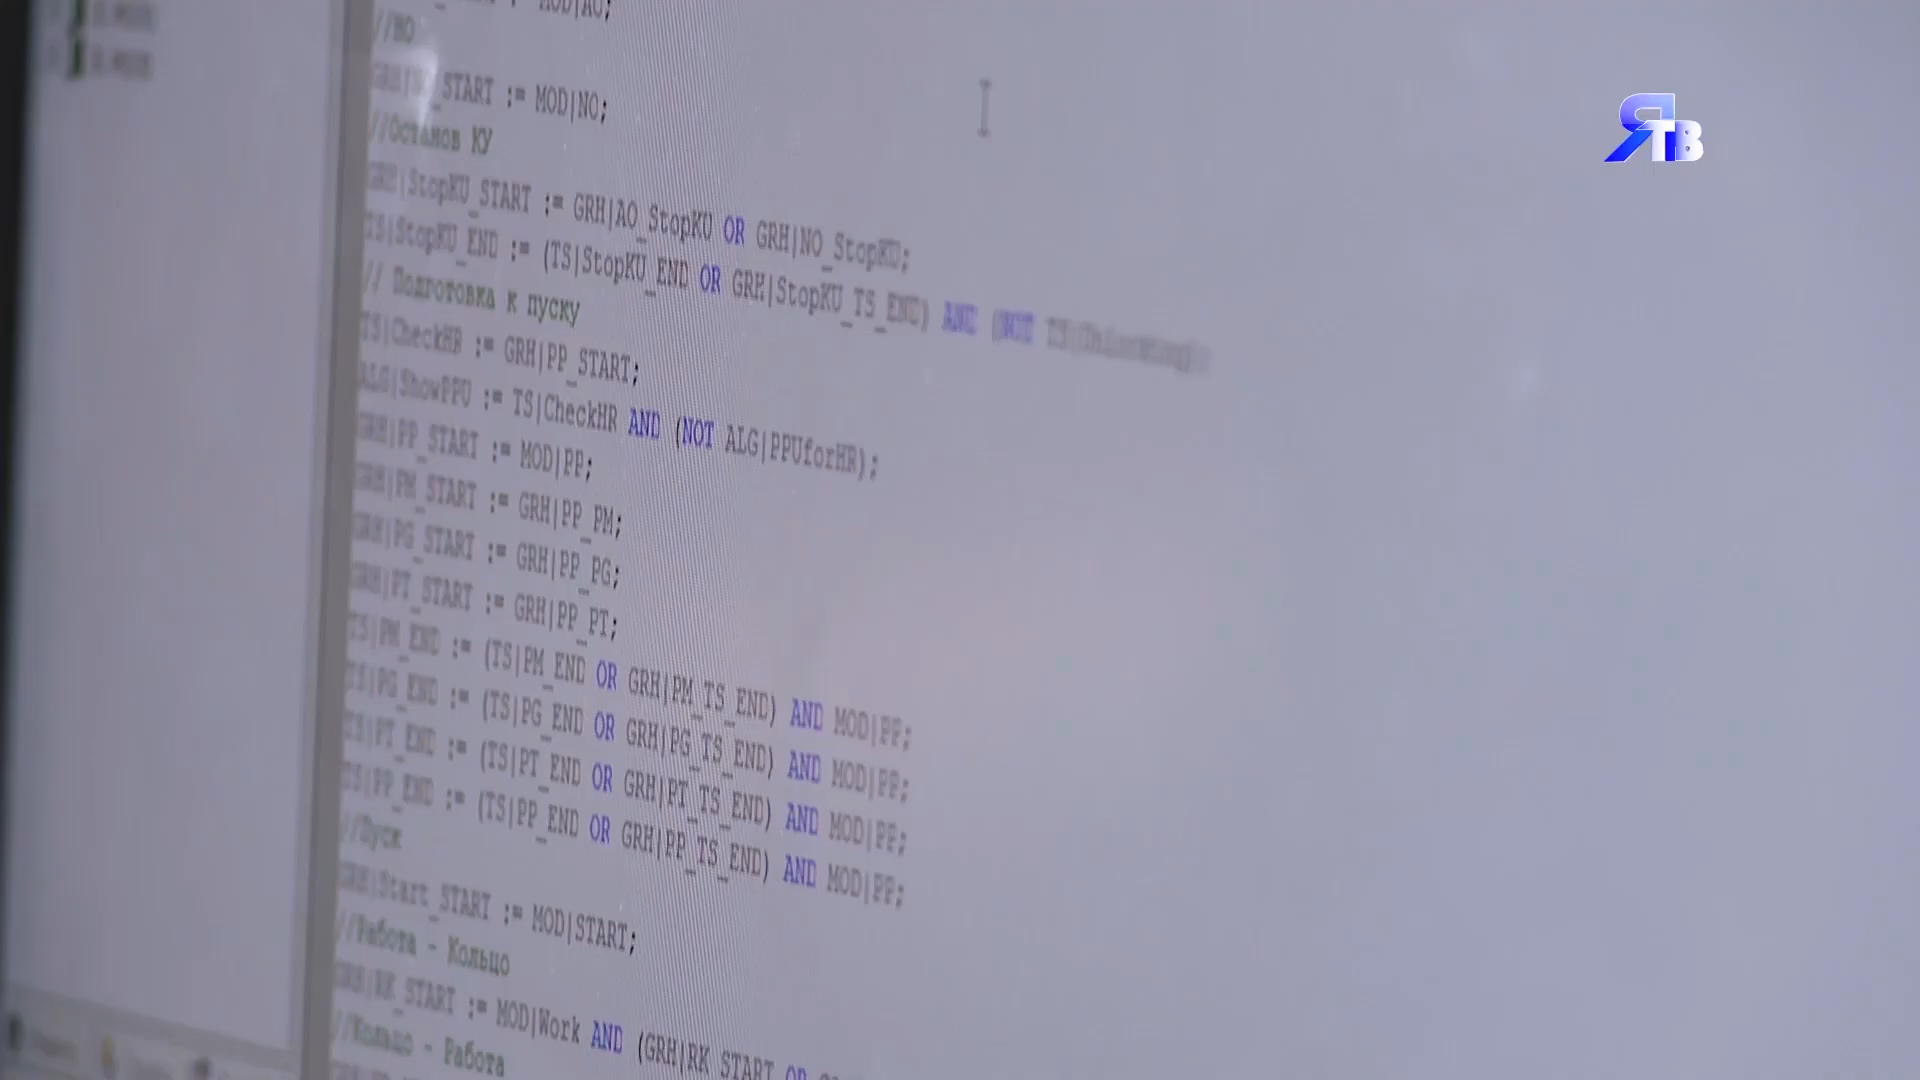 MOD|AO;
//НО
START := MOD|NO;
//Останов КУ
GRH|StopKU_START := GRH|AO_StopKU OR GRH|NO_StopKU;
TS|StopKU_END := (TS|StopKU_END OR GRH|StopKU_TS_END) AND (NOT
// Подготовка к пуску
TS|CheckHR := GRH|PP_START;
ALG|ShowPPU := TS|CheckHR AND (NOT ALG|PPUforHR);
GRH|PP_START := MOD|PP;
GRH|PM_START := GRH|PP_PM;
GRH|PG_START := GRH|PP_PG;
GRH|PT_START := GRH|PP_PT;
TS|PM_END := (TS|PM_END OR GRH|PM_TS_END) AND MOD|PP;
TS|PG_END := (TS|PG_END OR GRH|PG_TS_END) AND MOD|PP;
TS|PT_END := (TS|PT_END OR GRH|PT_TS_END) AND MOD|PP;
TS|PP_END := (TS|PP_END OR GRH|PP_TS_END) AND MOD|PP;
//Пуск
GRH|Start_START := MOD|START;
//Работа - Кольцо
GRH|RK_START := MOD|Work AND (GRH|RK_START OR
//Кольцо - Работа
ЯТВ